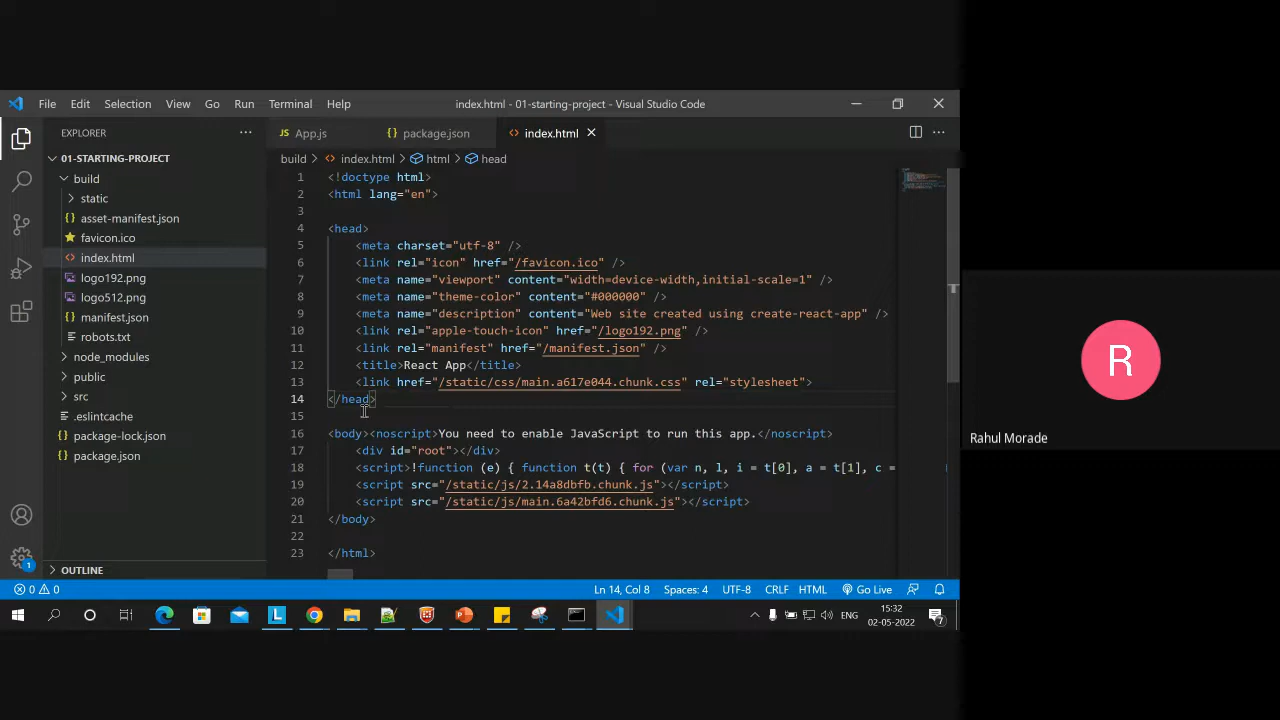 File Edit Selection View Go Run Terminal Help
index.html - 01-starting-project - Visual Studio Code
EXPLORER
App.js
package.json
index.html
01-STARTING-PROJECT
build
static
asset-manifest.json
favicon.ico
index.html
logo192.png
logo512.png
manifest.json
robots.txt
node_modules
public
src
.eslintcache
package-lock.json
package.json
OUTLINE
build > index.html > html > head
1 <!doctype html>
2 <html lang="en">
3
4 <head>
5 <meta charset="utf-8" />
6 <link rel="icon" href="/favicon.ico" />
7 <meta name="viewport" content="width=device-width,initial-scale=1" />
8 <meta name="theme-color" content="#000000" />
9 <meta name="description" content="Web site created using create-react-app" />
10 <link rel="apple-touch-icon" href="/logo192.png" />
11 <link rel="manifest" href="/manifest.json" />
12 <title>React App</title>
13 <link href="/static/css/main.a617e044.chunk.css" rel="stylesheet">
14 </head>
15
16 <body><noscript>You need to enable JavaScript to run this app.</noscript>
17 <div id="root"></div>
18 <script>!function (e) { function t(t) { for (var n, l, i = t[0], a = t[1], c =
19 <script src="/static/js/2.14a8dbfb.chunk.js"></script>
20 <script src="/static/js/main.6a42bfd6.chunk.js"></script>
21 </body>
22
23 </html>
R
Rahul Morade
1
0 0
Ln 14, Col 8 Spaces: 4 UTF-8 CRLF HTML Go Live
L
ENG
15:32
02-05-2022
7